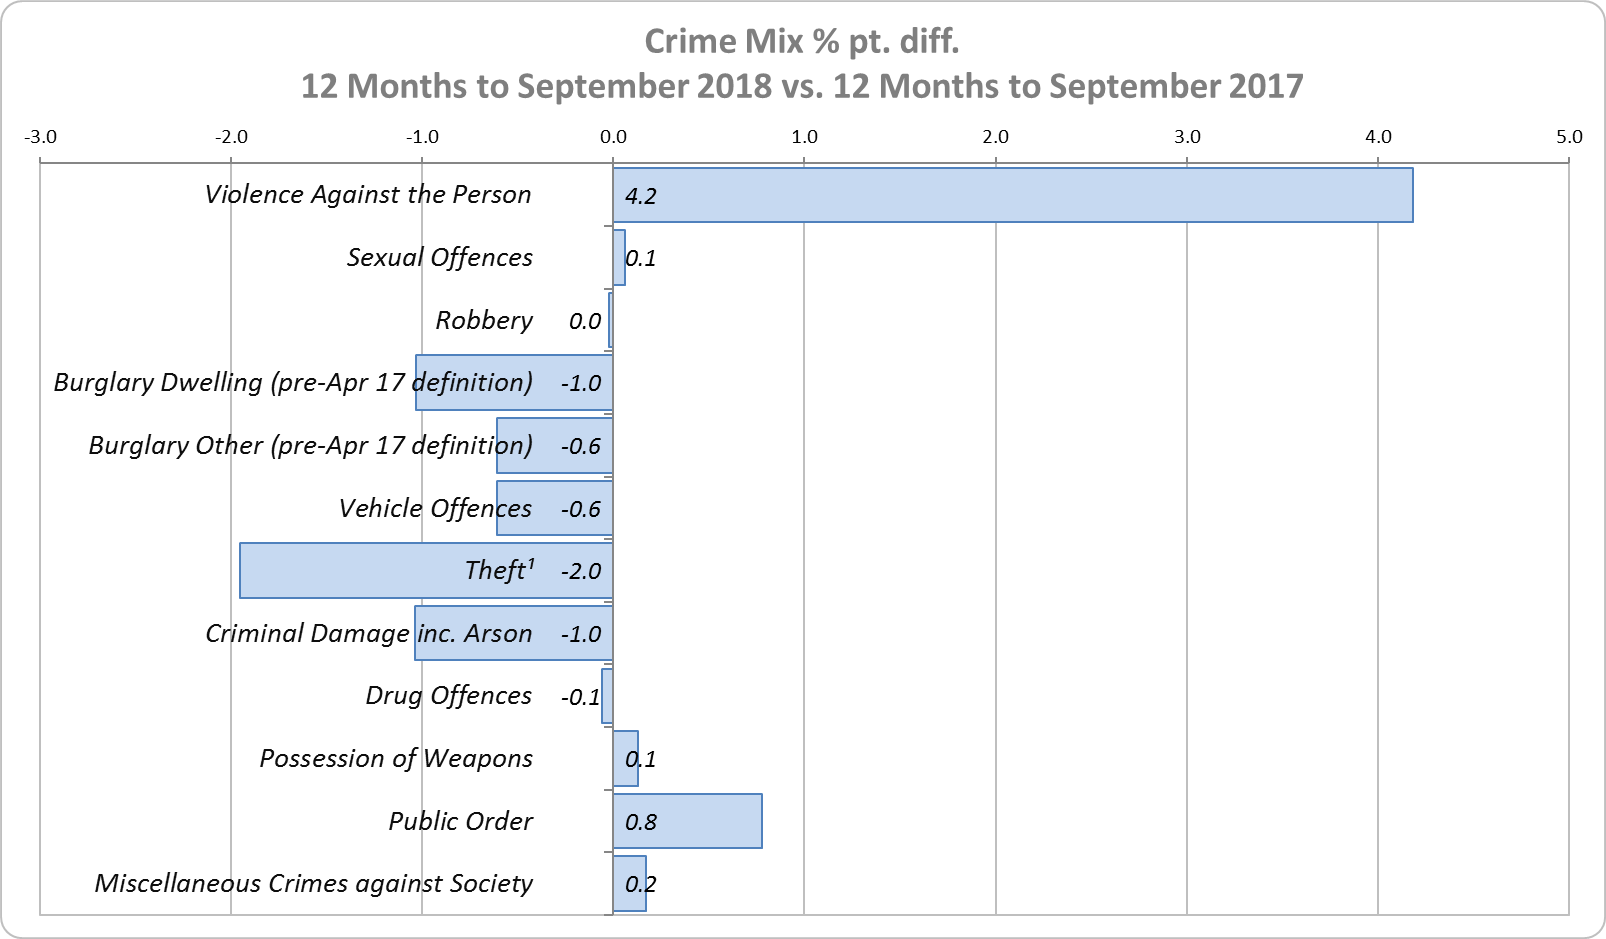 Crime Mix % pt. diff.
12 Months to September 2018 vs. 12 Months to September 2017
-3.0 -2.0 -1.0 0.0 1.0 2.0 3.0 4.0 5.0
Violence Against the Person 4.2
Sexual Offences 0.1
Robbery 0.0
Burglary Dwelling (pre-Apr 17 definition) -1.0
Burglary Other (pre-Apr 17 definition) -0.6
Vehicle Offences -0.6
Theft¹ -2.0
Criminal Damage inc. Arson -1.0
Drug Offences -0.1
Possession of Weapons 0.1
Public Order 0.8
Miscellaneous Crimes against Society 0.2